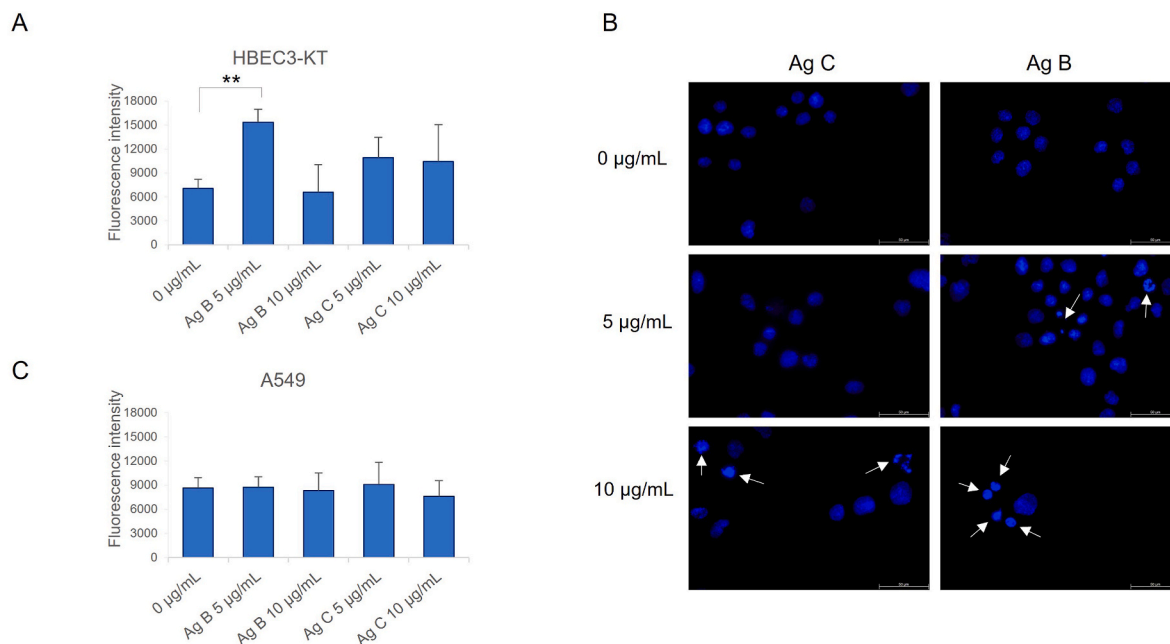 A
HBEC3-KT
**
Fluorescence intensity
18000
15000
12000
9000
6000
3000
0
0 µg/mL
Ag B 5 µg/mL
Ag B 10 µg/mL
Ag C 5 µg/mL
Ag C 10 µg/mL
B
Ag C
Ag B
0 µg/mL
5 µg/mL
10 µg/mL
C
A549
Fluorescence intensity
18000
15000
12000
9000
6000
3000
0
0 µg/mL
Ag B 5 µg/mL
Ag B 10 µg/mL
Ag C 5 µg/mL
Ag C 10 µg/mL